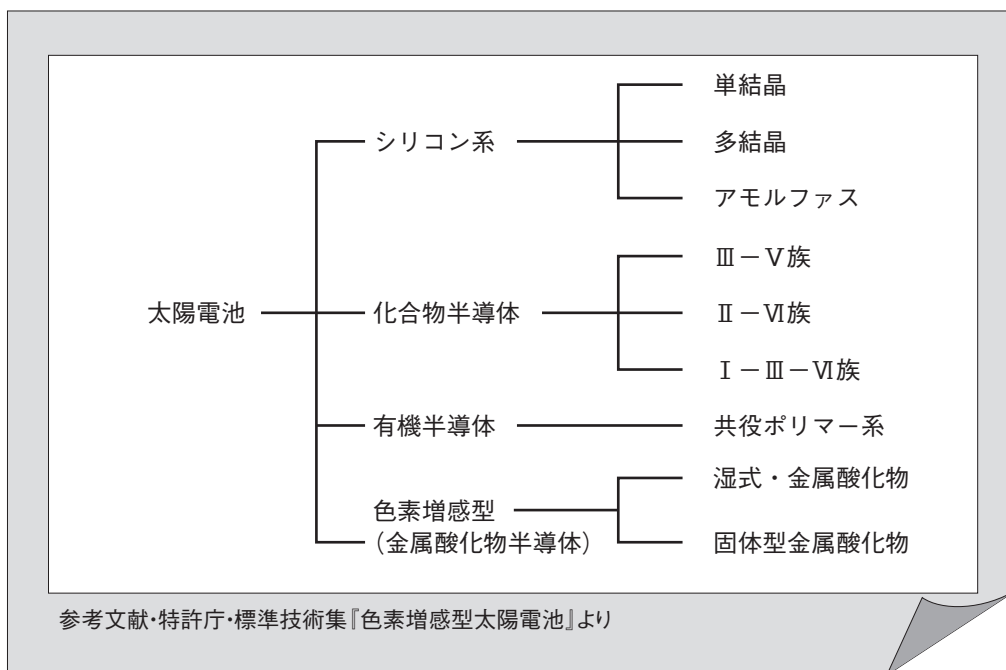 太陽電池
シリコン系
単結晶
多結晶
アモルファス
化合物半導体
Ⅲ－Ⅴ族
Ⅱ－Ⅵ族
Ⅰ－Ⅲ－Ⅵ族
有機半導体
共役ポリマー系
色素増感型
（金属酸化物半導体）
湿式・金属酸化物
固体型金属酸化物
参考文献・特許庁・標準技術集『色素増感型太陽電池』より